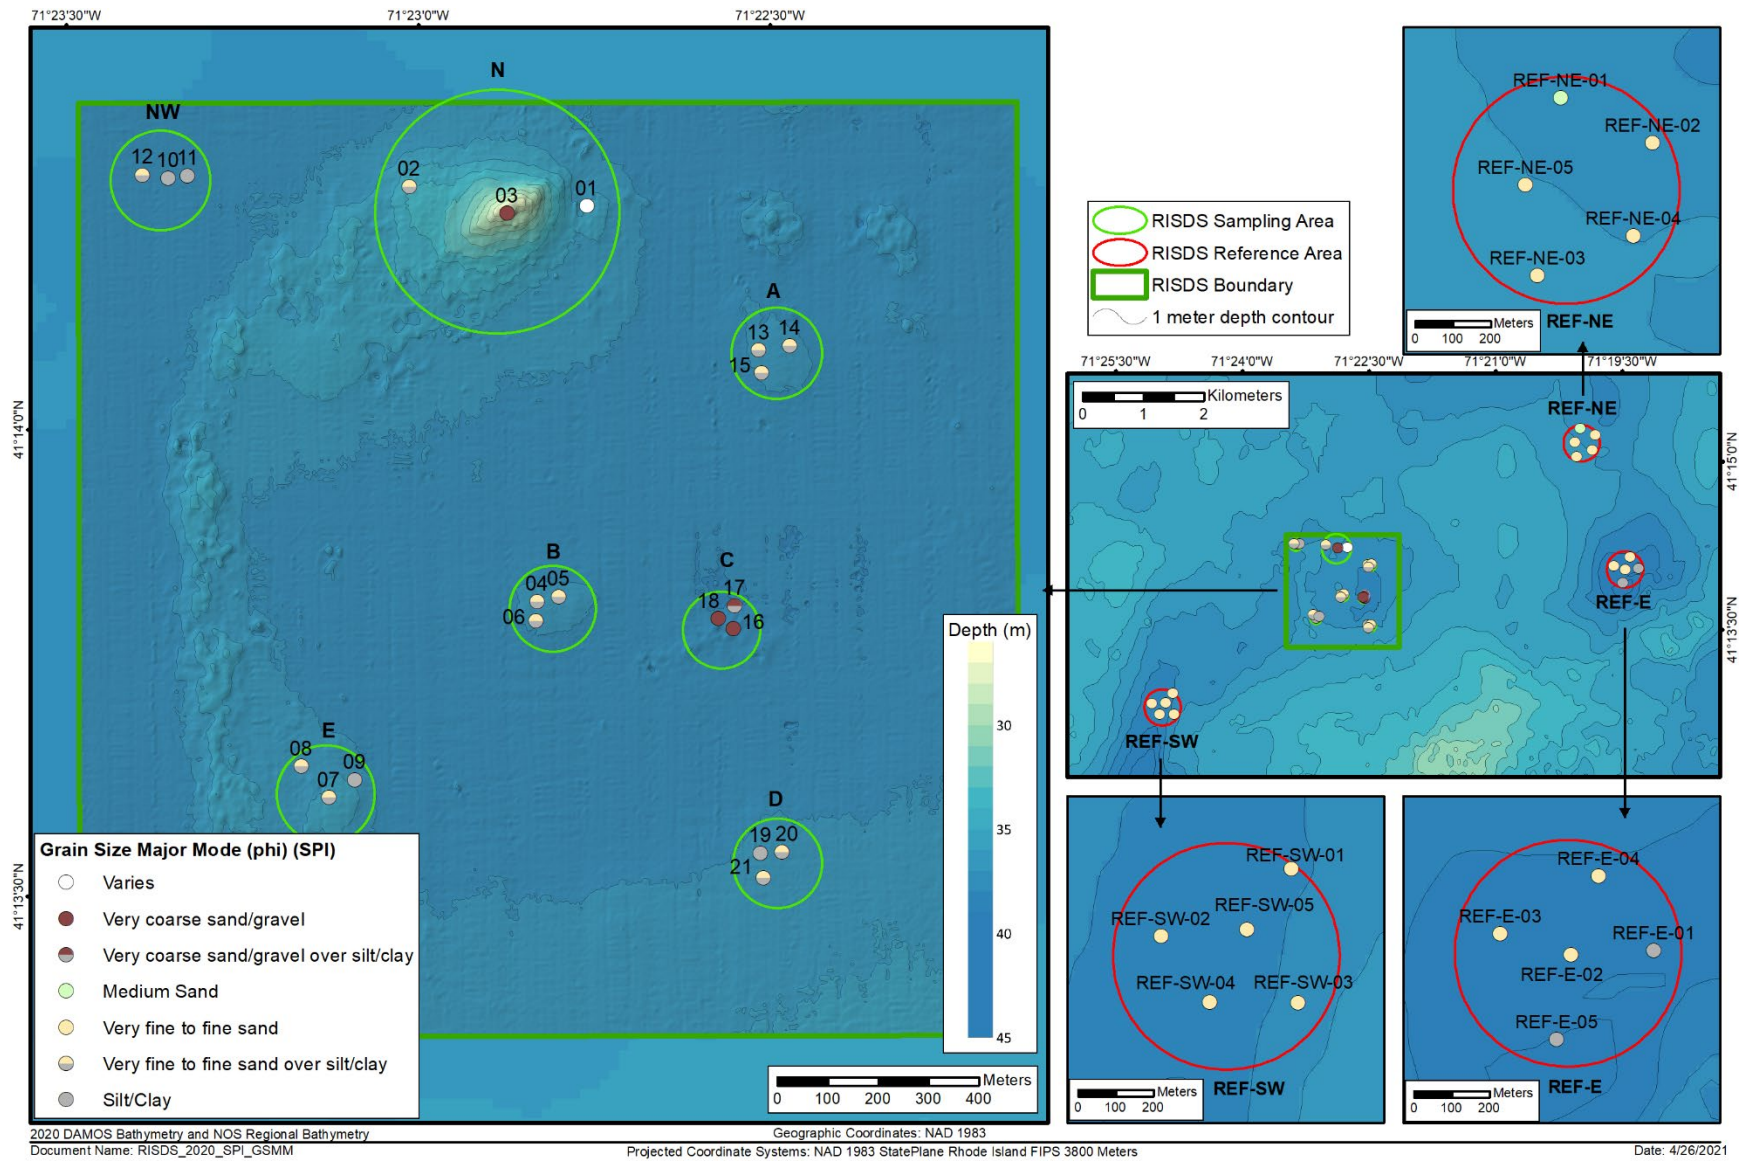 71°23'30"W
71°23'0"W
71°22'30"W
N
NW
12
10
11
02
03
01
A
13
14
15
41°14'0"N
B
04
05
06
C
17
18
16
E
08
09
07
D
19
20
21
41°13'30"N
Depth (m)
30
35
40
45
Grain Size Major Mode (phi) (SPI)
Varies
Very coarse sand/gravel
Very coarse sand/gravel over silt/clay
Medium Sand
Very fine to fine sand
Very fine to fine sand over silt/clay
Silt/Clay
Meters
0 100 200 300 400
RISDS Sampling Area
RISDS Reference Area
RISDS Boundary
1 meter depth contour
REF-NE-01
REF-NE-02
REF-NE-05
REF-NE-04
REF-NE-03
Meters
0 100 200
REF-NE
71°25'30"W
71°24'0"W
71°22'30"W
71°21'0"W
71°19'30"W
Kilometers
0 1 2
REF-NE
41°15'0"N
REF-E
41°13'30"N
REF-SW
REF-SW-01
REF-SW-05
REF-SW-02
REF-SW-04
REF-SW-03
Meters
0 100 200
REF-SW
REF-E-04
REF-E-03
REF-E-01
REF-E-02
REF-E-05
Meters
0 100 200
REF-E
2020 DAMOS Bathymetry and NOS Regional Bathymetry
Geographic Coordinates: NAD 1983
Document Name: RISDS_2020_SPI_GSMM
Projected Coordinate Systems: NAD 1983 StatePlane Rhode Island FIPS 3800 Meters
Date: 4/26/2021